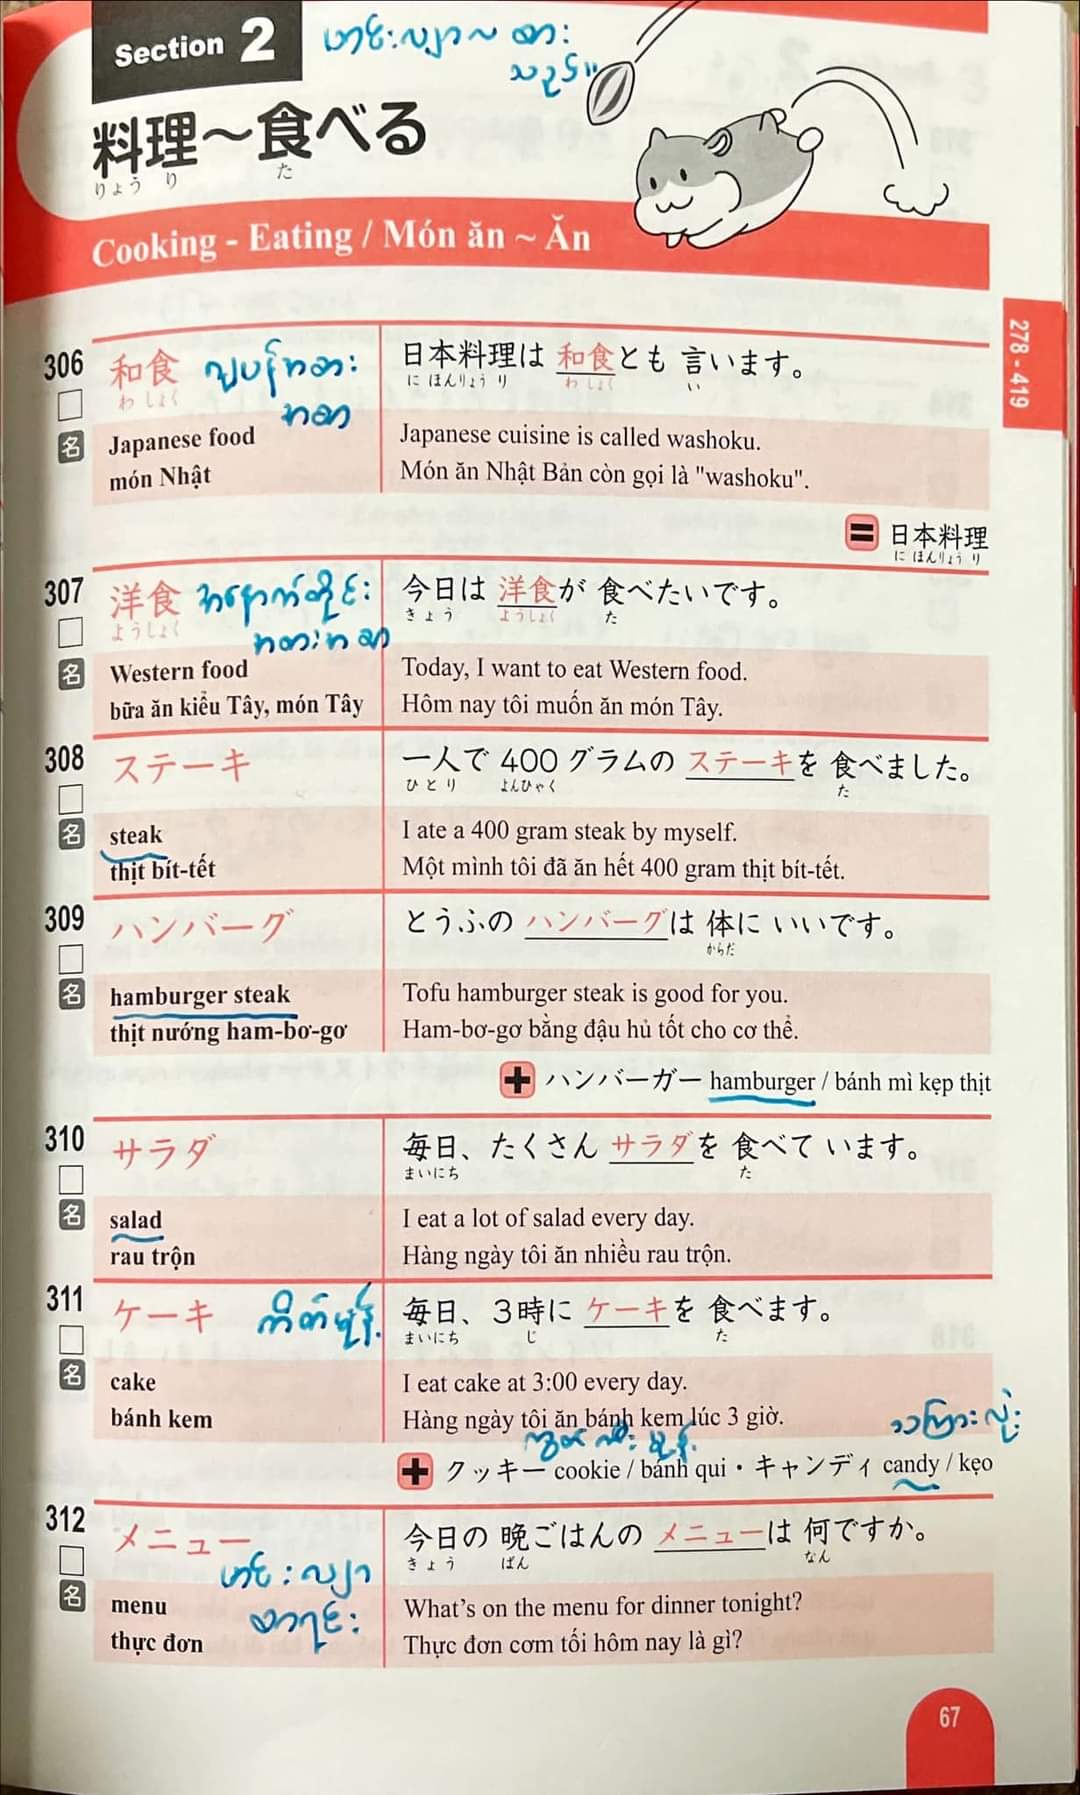 Section 2
ဟင်းလျာ ~ စား
သည်။
料理～食べる
りょう り た
Cooking - Eating / Món ăn ~ Ăn
278 - 419
306
和食
わ しょく
ဂျပန်အစား
အစာ
日本料理は 和食とも 言います。
に ほんりょう り わ しょく い
名
Japanese food
món Nhật
Japanese cuisine is called washoku.
Món ăn Nhật Bản còn gọi là "washoku".
= 日本料理
に ほんりょう り
307
洋食
ようしょく
အနောက်တိုင်း
အစားအစာ
今日は 洋食が 食べたいです。
きょう ようしょく た
名
Western food
bữa ăn kiểu Tây, món Tây
Today, I want to eat Western food.
Hôm nay tôi muốn ăn món Tây.
308
ステーキ
一人で 400 グラムの ステーキを 食べました。
ひとり よんひゃく た
名
steak
thịt bít-tết
I ate a 400 gram steak by myself.
Một mình tôi đã ăn hết 400 gram thịt bít-tết.
309
ハンバーグ
とうふの ハンバーグは 体に いいです。
からだ
名
hamburger steak
thịt nướng ham-bơ-gơ
Tofu hamburger steak is good for you.
Ham-bơ-gơ bằng đậu hủ tốt cho cơ thể.
+ ハンバーガー hamburger / bánh mì kẹp thịt
310
サラダ
毎日、たくさん サラダを 食べて います。
まいにち た
名
salad
rau trộn
I eat a lot of salad every day.
Hàng ngày tôi ăn nhiều rau trộn.
311
ケーキ
ကိတ်မုန့်
毎日、3時に ケーキを 食べます。
まいにち じ た
名
cake
bánh kem
I eat cake at 3:00 every day.
Hàng ngày tôi ăn bánh kem lúc 3 giờ.
သကြားလုံး
+ クッキー cookie / bánh qui・キャンディ candy / kẹo
312
メニュー
ဟင်းလျာ
စာရင်း
今日の 晩ごはんの メニューは 何ですか。
きょう ばん なん
名
menu
thực đơn
What's on the menu for dinner tonight?
Thực đơn cơm tối hôm nay là gì?
67